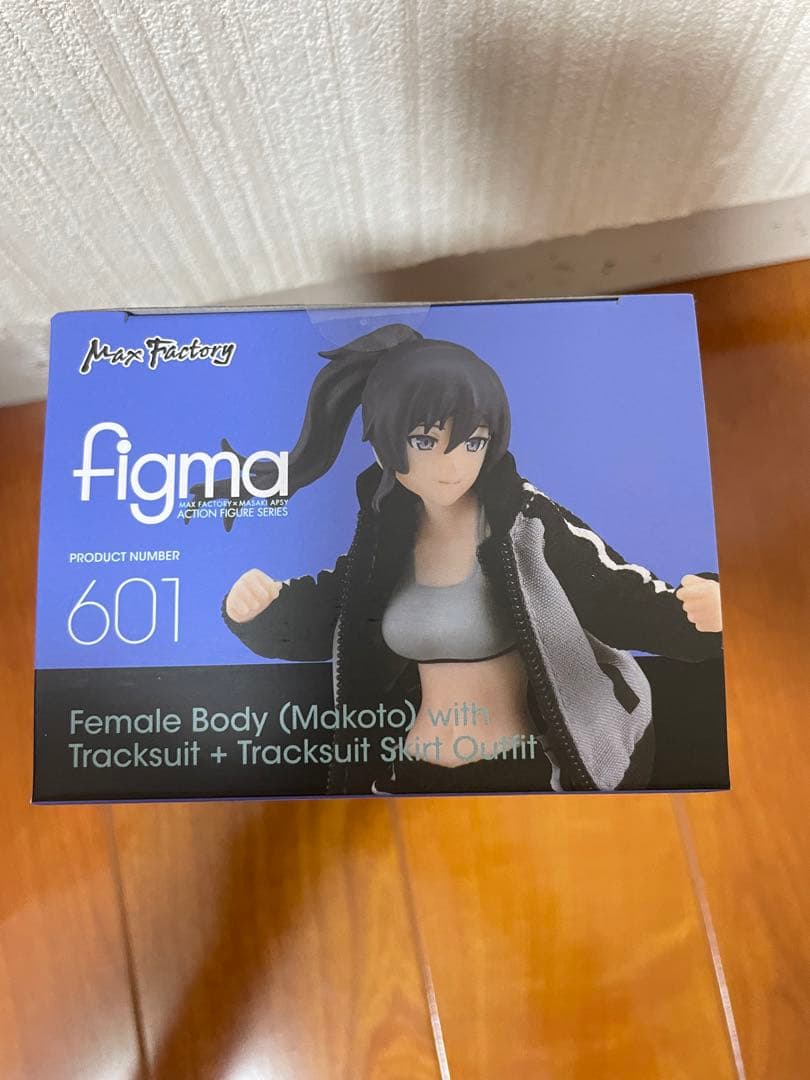 Max Factory
figma
MAX FACTORY × MASAKI APSY
ACTION FIGURE SERIES
PRODUCT NUMBER
601
Female Body (Makoto) with
Tracksuit + Tracksuit Skirt Outfit